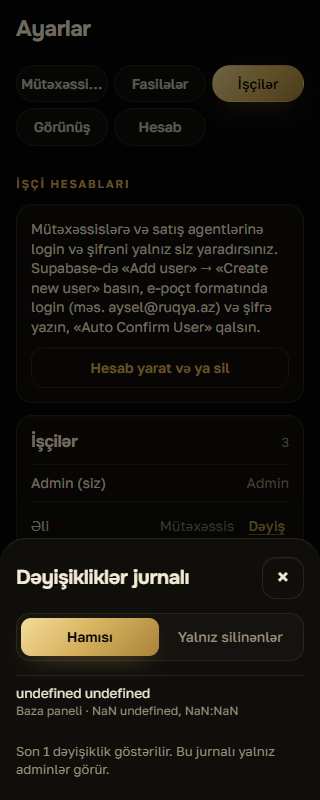 Ayarlar
Mütəxəssi...
Fasilələr
İşçilər
Görünüş
Hesab
İŞÇİ HESABLARI
Mütəxəssislərə və satış agentlərinə
login və şifrəni yalnız siz yaradırsınız.
Supabase-də «Add user» → «Create
new user» basın, e-poçt formatında
login (məs. aysel@ruqya.az) və şifrə
yazın, «Auto Confirm User» qalsın.
Hesab yarat və ya sil
İşçilər 3
Admin (siz) Admin
Əli Mütəxəssis Dəyiş
Dəyişikliklər jurnalı ×
Hamısı Yalnız silinənlər
undefined undefined
Baza paneli · NaN undefined, NaN:NaN
Son 1 dəyişiklik göstərilir. Bu jurnalı yalnız
adminlər görür.